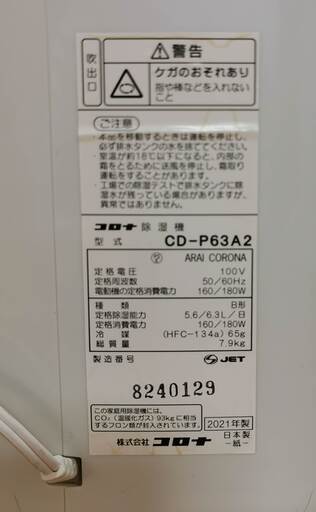 吹出口
⚠警告
ケガのおそれあり
指や棒などを入れない
こと
ご注意
・本品を移動するときは運転を停止し、
必ず排水タンクの水を捨ててください。
・室温が約18℃以下になると、内部の
霜をとるために送風を停止し、霜取り
運転を行います。
・工場での除湿テストで排水タンクに除
湿水が残っている場合がありますが、
異常ではありません。
コロナ 除湿機
型式 CD-P63A2
ARAI CORONA
定格電圧 100V
定格周波数 50/60Hz
電動機の定格消費電力 160/180W
種類 B形
定格除湿能力 5.6/6.3L/日
定格消費電力 160/180W
冷媒 (HFC-134a) 65g
総質量 7.9kg
製造番号 JET
8240129
この家庭用除湿機には、
CO₂(温暖化ガス)93kgに相当
するフロン類が封入されています。
2021年製
日本製
-紙-
株式会社 コロナ